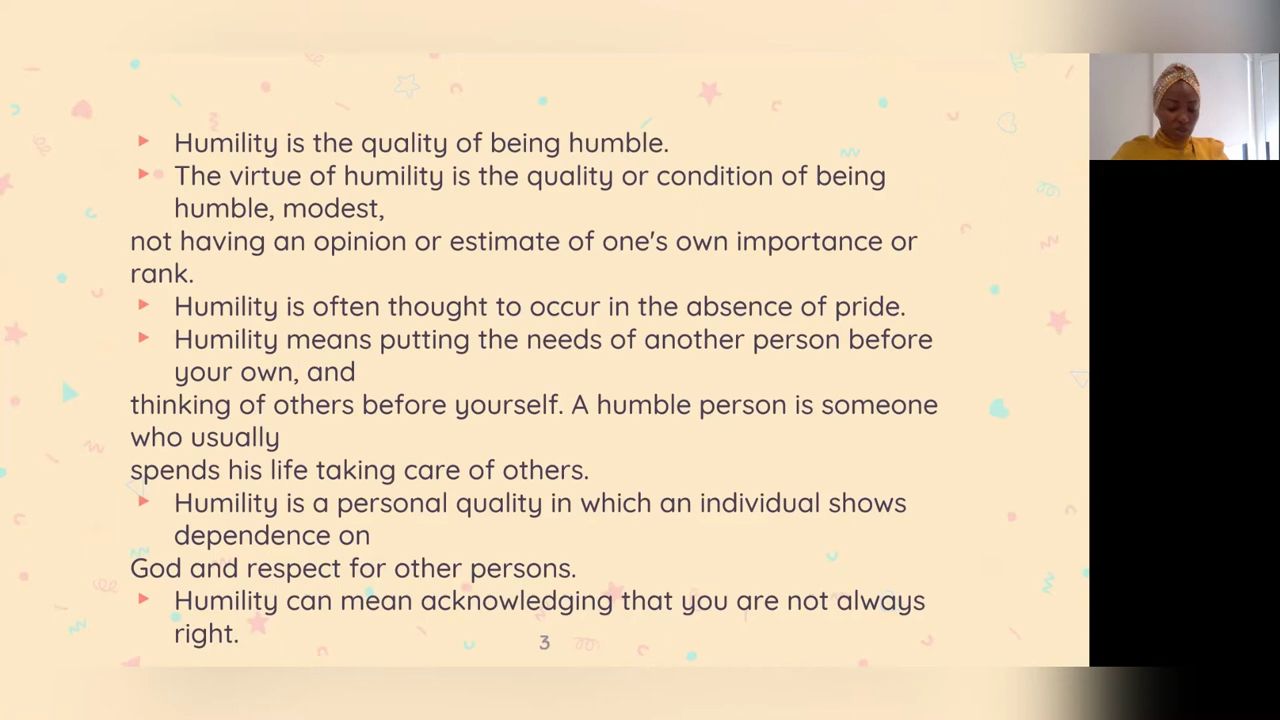 Humility is the quality of being humble.
The virtue of humility is the quality or condition of being
humble, modest,
not having an opinion or estimate of one's own importance or
rank.
Humility is often thought to occur in the absence of pride.
Humility means putting the needs of another person before
your own, and
thinking of others before yourself. A humble person is someone
who usually
spends his life taking care of others.
Humility is a personal quality in which an individual shows
dependence on
God and respect for other persons.
Humility can mean acknowledging that you are not always
right.
3